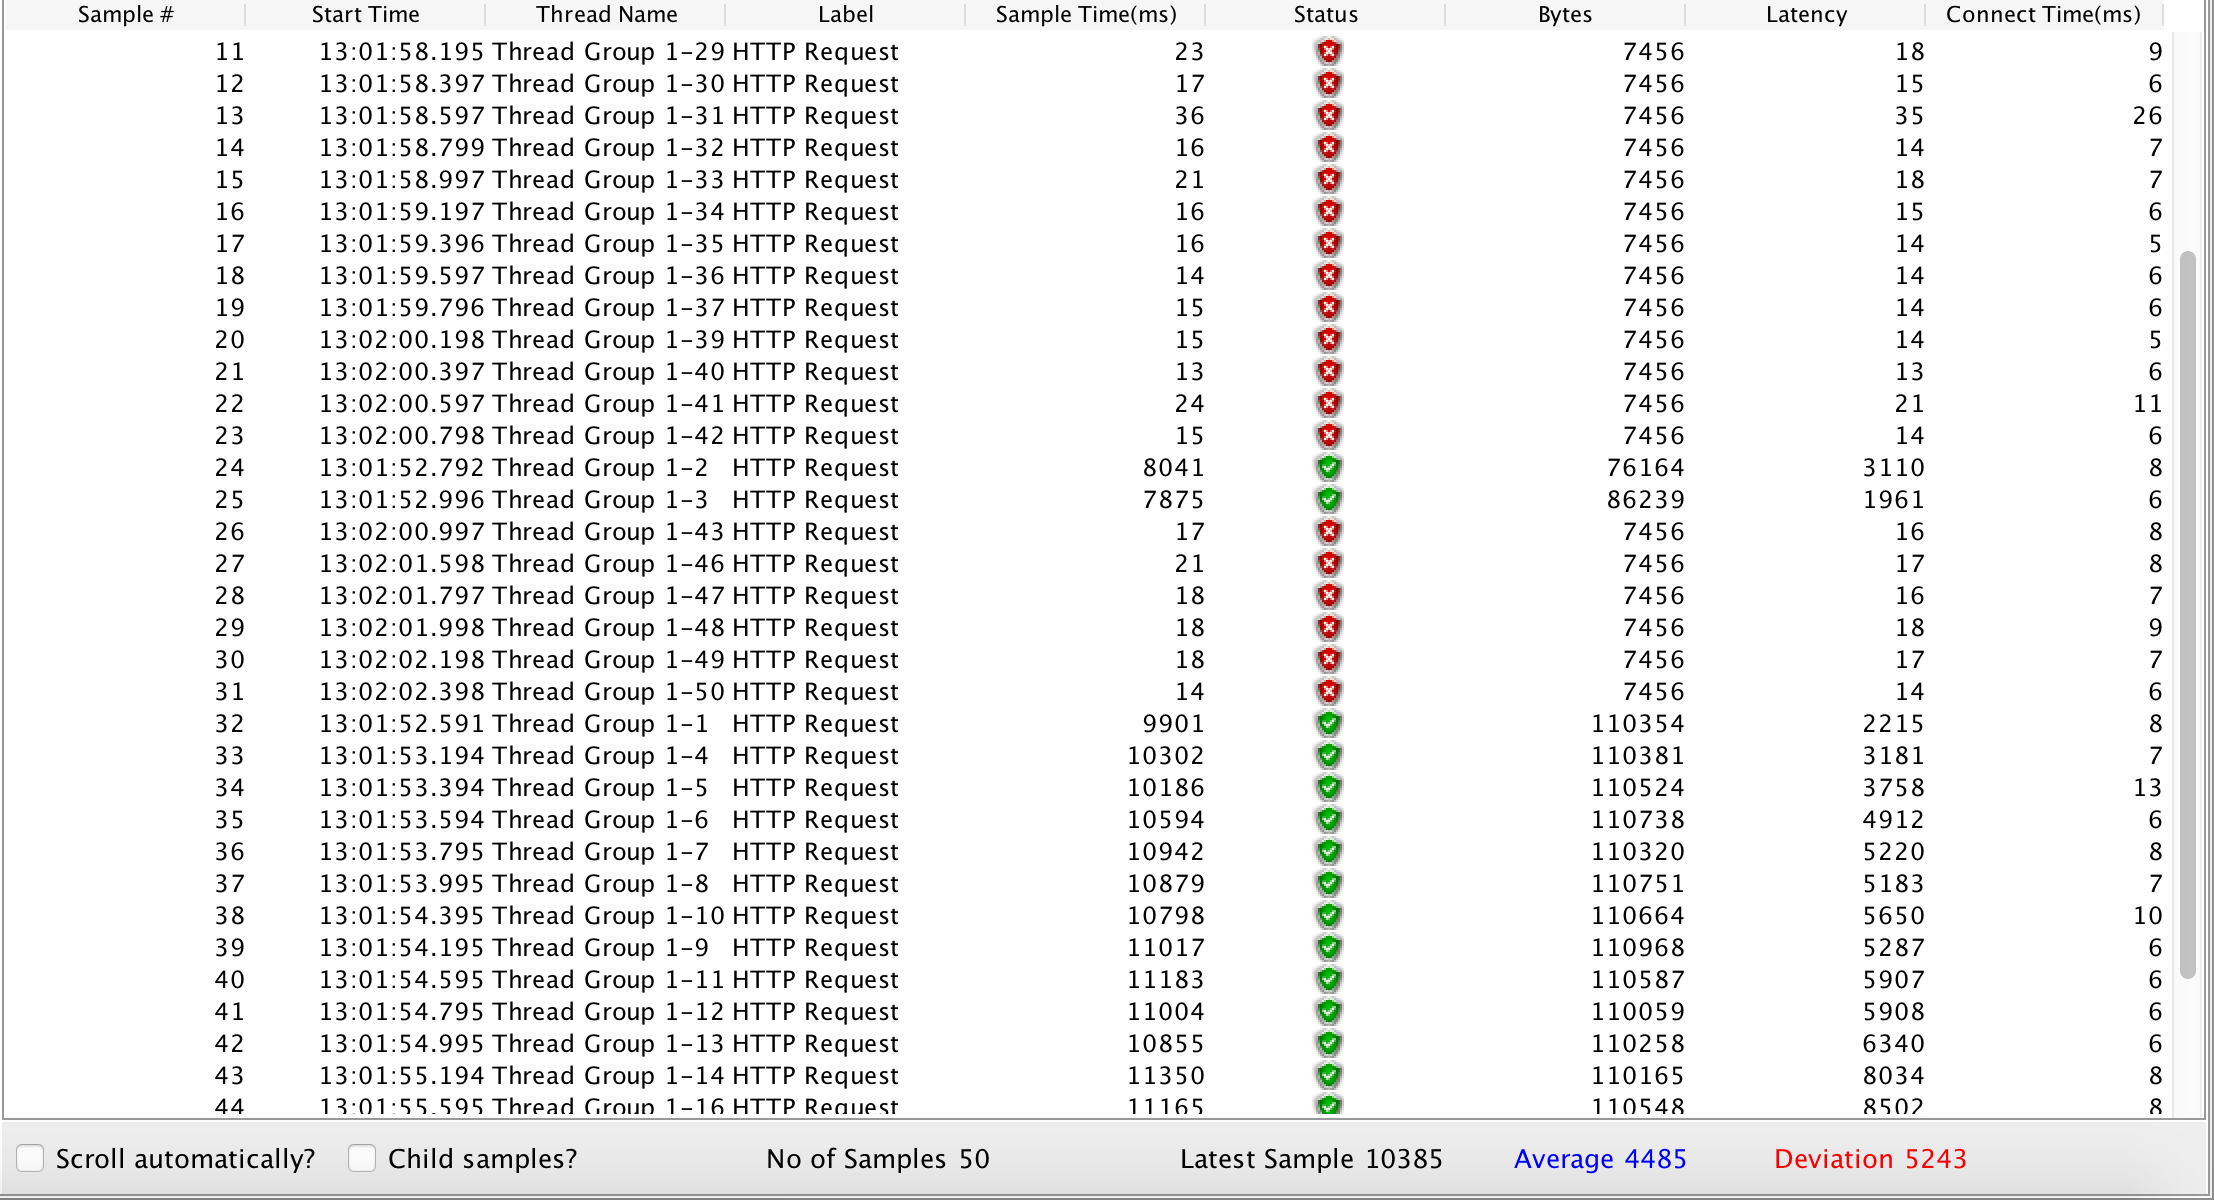 Sample # Start Time Thread Name Label Sample Time(ms) Status Bytes Latency Connect Time(ms)
11 13:01:58.195 Thread Group 1-29 HTTP Request 23 7456 18 9
12 13:01:58.397 Thread Group 1-30 HTTP Request 17 7456 15 6
13 13:01:58.597 Thread Group 1-31 HTTP Request 36 7456 35 26
14 13:01:58.799 Thread Group 1-32 HTTP Request 16 7456 14 7
15 13:01:58.997 Thread Group 1-33 HTTP Request 21 7456 18 7
16 13:01:59.197 Thread Group 1-34 HTTP Request 16 7456 15 6
17 13:01:59.396 Thread Group 1-35 HTTP Request 16 7456 14 5
18 13:01:59.597 Thread Group 1-36 HTTP Request 14 7456 14 6
19 13:01:59.796 Thread Group 1-37 HTTP Request 15 7456 14 6
20 13:02:00.198 Thread Group 1-39 HTTP Request 15 7456 14 5
21 13:02:00.397 Thread Group 1-40 HTTP Request 13 7456 13 6
22 13:02:00.597 Thread Group 1-41 HTTP Request 24 7456 21 11
23 13:02:00.798 Thread Group 1-42 HTTP Request 15 7456 14 6
24 13:01:52.792 Thread Group 1-2 HTTP Request 8041 76164 3110 8
25 13:01:52.996 Thread Group 1-3 HTTP Request 7875 86239 1961 6
26 13:02:00.997 Thread Group 1-43 HTTP Request 17 7456 16 8
27 13:02:01.598 Thread Group 1-46 HTTP Request 21 7456 17 8
28 13:02:01.797 Thread Group 1-47 HTTP Request 18 7456 16 7
29 13:02:01.998 Thread Group 1-48 HTTP Request 18 7456 18 9
30 13:02:02.198 Thread Group 1-49 HTTP Request 18 7456 17 7
31 13:02:02.398 Thread Group 1-50 HTTP Request 14 7456 14 6
32 13:01:52.591 Thread Group 1-1 HTTP Request 9901 110354 2215 8
33 13:01:53.194 Thread Group 1-4 HTTP Request 10302 110381 3181 7
34 13:01:53.394 Thread Group 1-5 HTTP Request 10186 110524 3758 13
35 13:01:53.594 Thread Group 1-6 HTTP Request 10594 110738 4912 6
36 13:01:53.795 Thread Group 1-7 HTTP Request 10942 110320 5220 8
37 13:01:53.995 Thread Group 1-8 HTTP Request 10879 110751 5183 7
38 13:01:54.395 Thread Group 1-10 HTTP Request 10798 110664 5650 10
39 13:01:54.195 Thread Group 1-9 HTTP Request 11017 110968 5287 6
40 13:01:54.595 Thread Group 1-11 HTTP Request 11183 110587 5907 6
41 13:01:54.795 Thread Group 1-12 HTTP Request 11004 110059 5908 6
42 13:01:54.995 Thread Group 1-13 HTTP Request 10855 110258 6340 6
43 13:01:55.194 Thread Group 1-14 HTTP Request 11350 110165 8034 8
44 13:01:55.595 Thread Group 1-16 HTTP Request 11165 110548 8502 8
Scroll automatically? Child samples? No of Samples 50 Latest Sample 10385 Average 4485 Deviation 5243